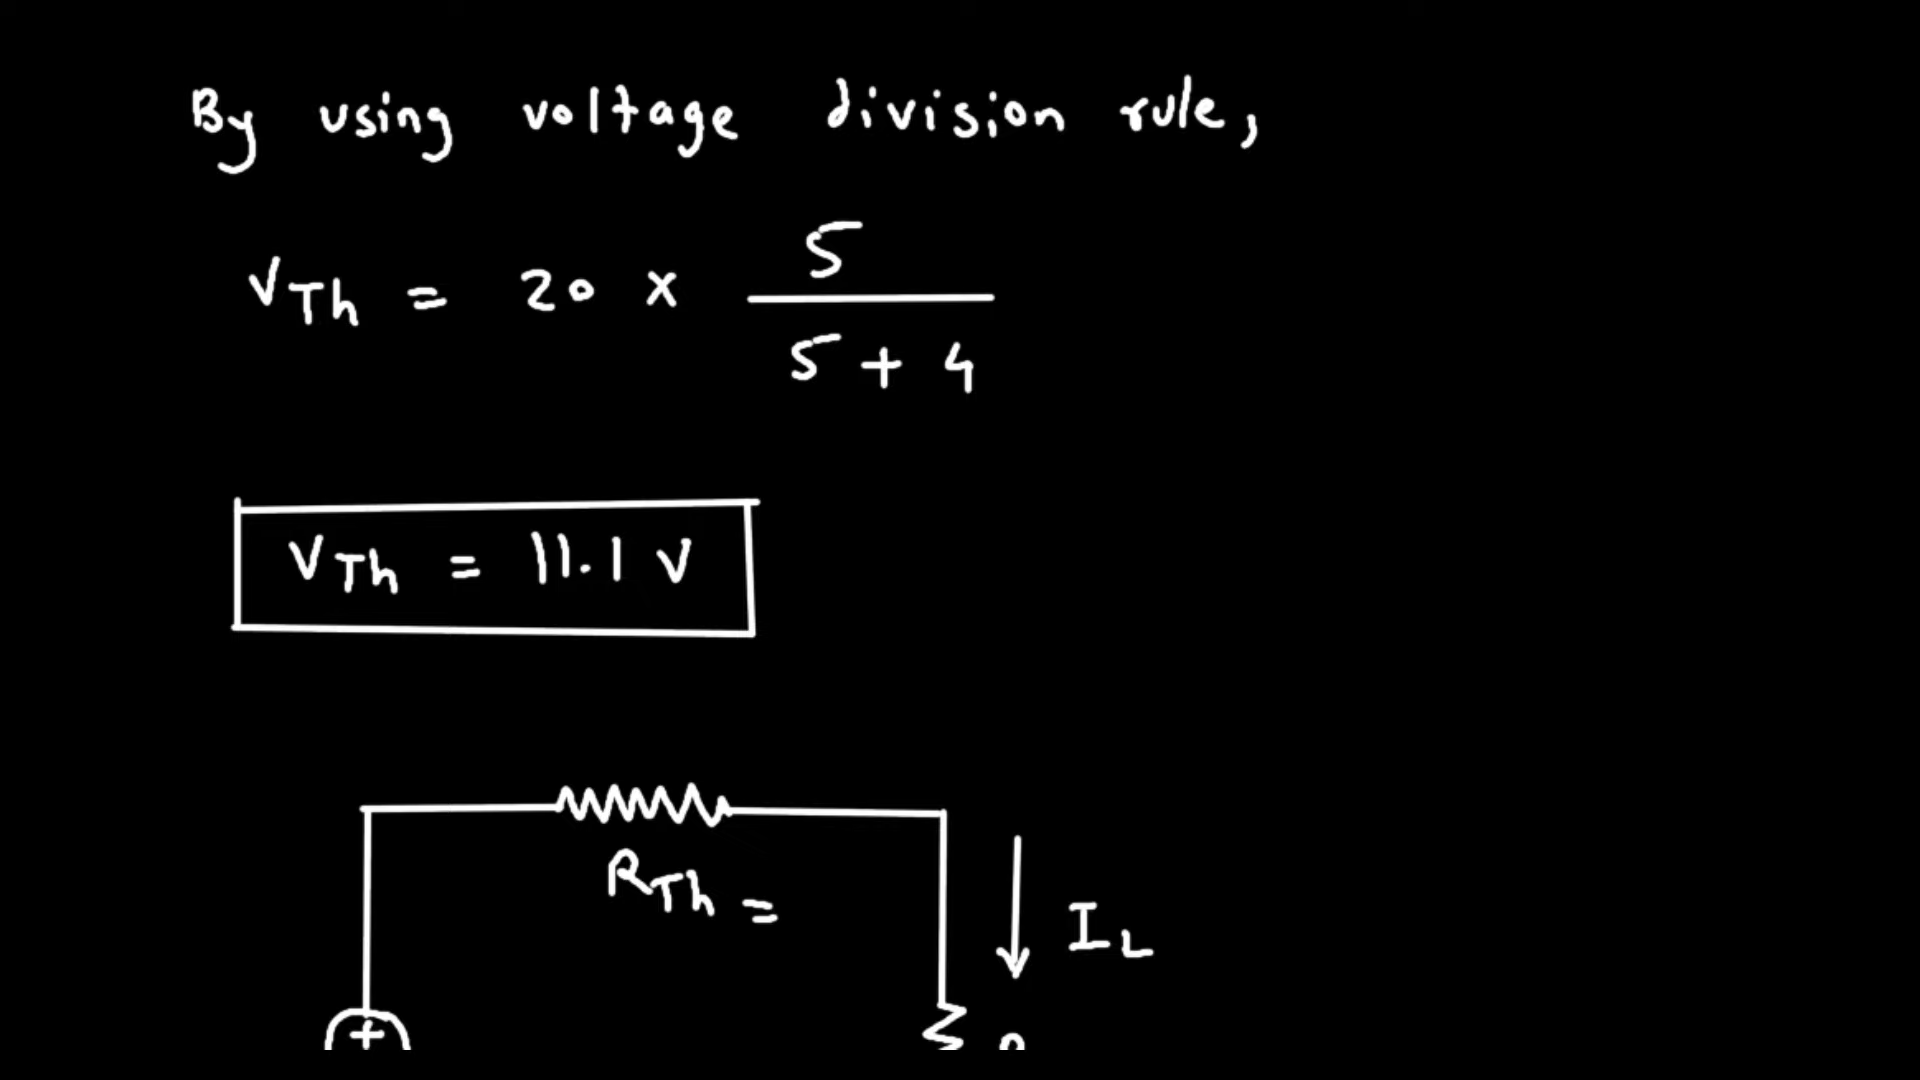 By using voltage division rule,
VTh = 20 x 5 / 5 + 4
VTh = 11.1 V
RTh =
IL
+